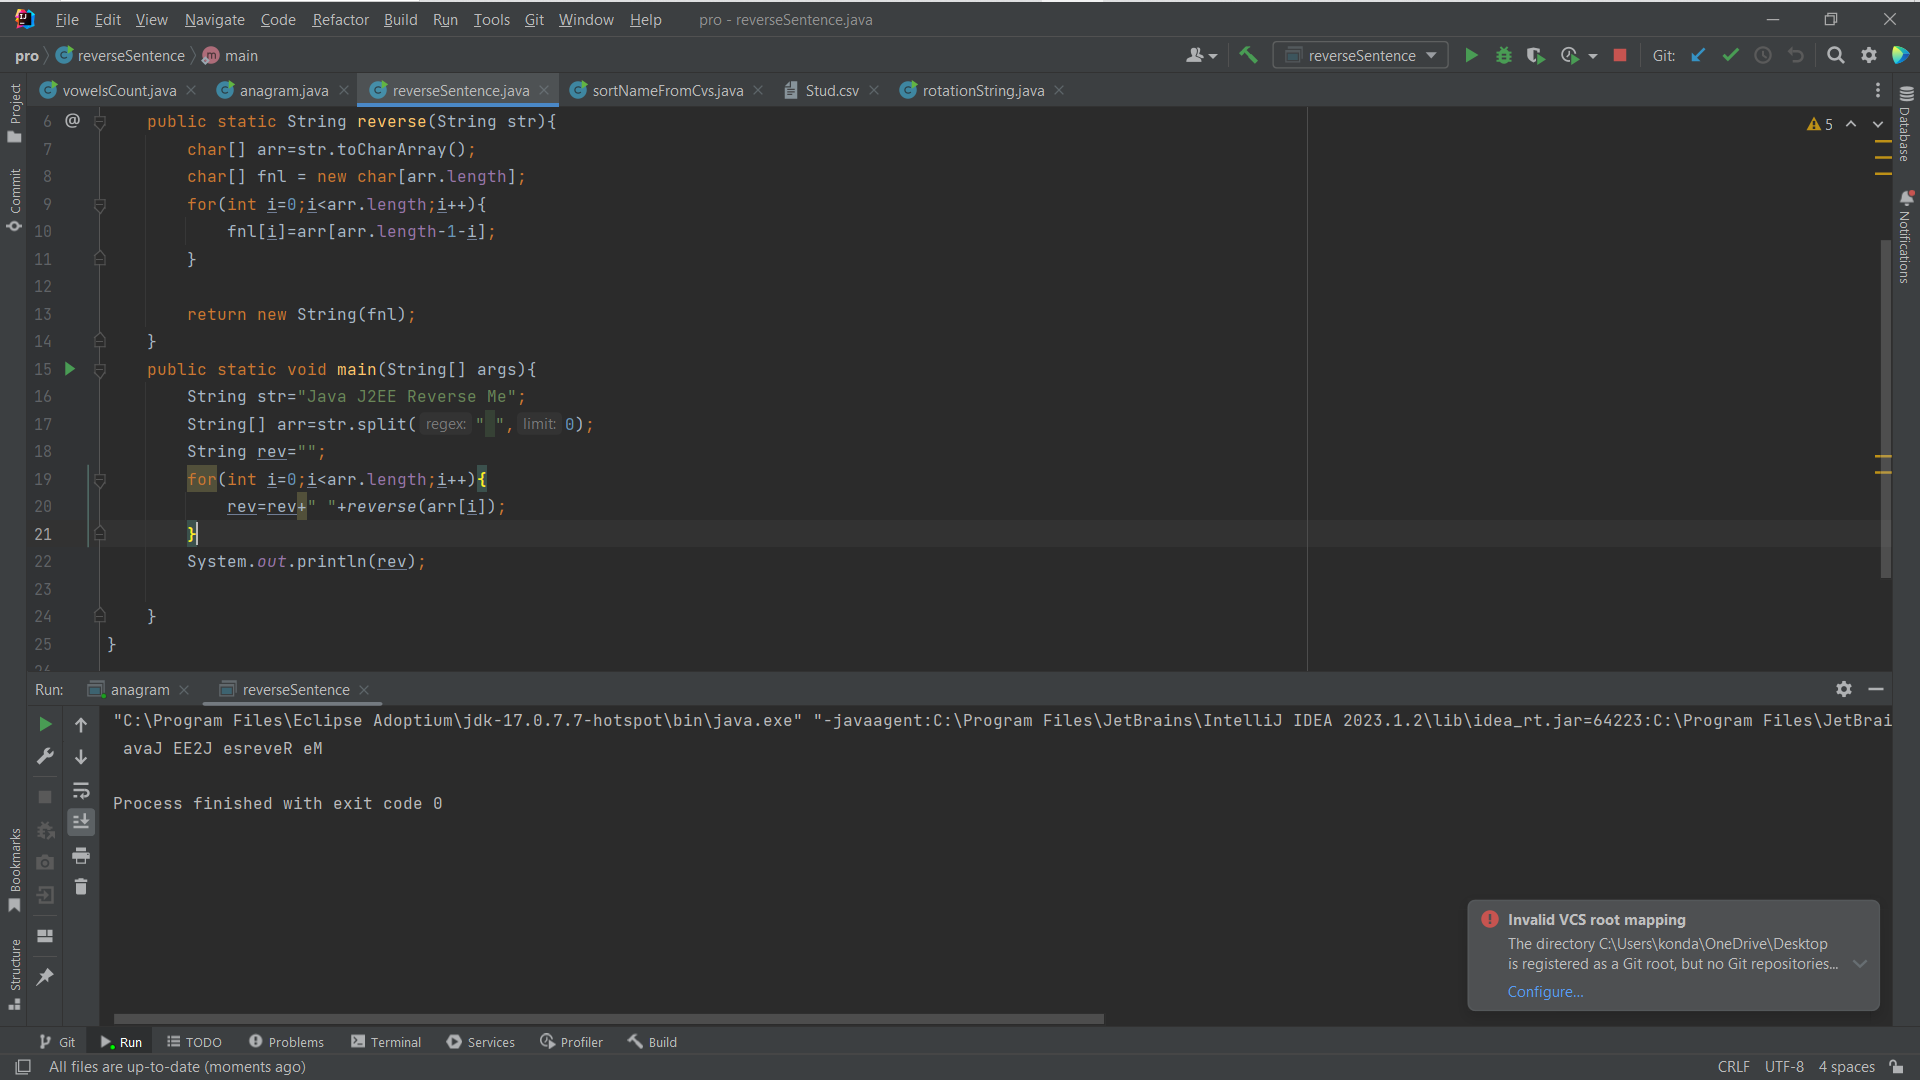 File Edit View Navigate Code Refactor Build Run Tools Git Window Help pro - reverseSentence.java
pro reverseSentence main reverseSentence Git:
vowelsCount.java anagram.java reverseSentence.java sortNameFromCvs.java Stud.csv rotationString.java
Project
Commit
Bookmarks
Structure
Database
Notifications
5
6 @ public static String reverse(String str){
7 char[] arr=str.toCharArray();
8 char[] fnl = new char[arr.length];
9 for(int i=0;i<arr.length;i++){
10 fnl[i]=arr[arr.length-1-i];
11 }
12
13 return new String(fnl);
14 }
15 public static void main(String[] args){
16 String str="Java J2EE Reverse Me";
17 String[] arr=str.split( regex: " ", limit: 0);
18 String rev="";
19 for(int i=0;i<arr.length;i++){
20 rev=rev+" "+reverse(arr[i]);
21 }
22 System.out.println(rev);
23
24 }
25 }
Run: anagram reverseSentence
"C:\Program Files\Eclipse Adoptium\jdk-17.0.7.7-hotspot\bin\java.exe" "-javaagent:C:\Program Files\JetBrains\IntelliJ IDEA 2023.1.2\lib\idea_rt.jar=64223:C:\Program Files\JetBrai
avaJ EE2J esreveR eM
Process finished with exit code 0
Invalid VCS root mapping
The directory C:\Users\konda\OneDrive\Desktop
is registered as a Git root, but no Git repositories...
Configure...
Git Run TODO Problems Terminal Services Profiler Build
All files are up-to-date (moments ago) CRLF UTF-8 4 spaces